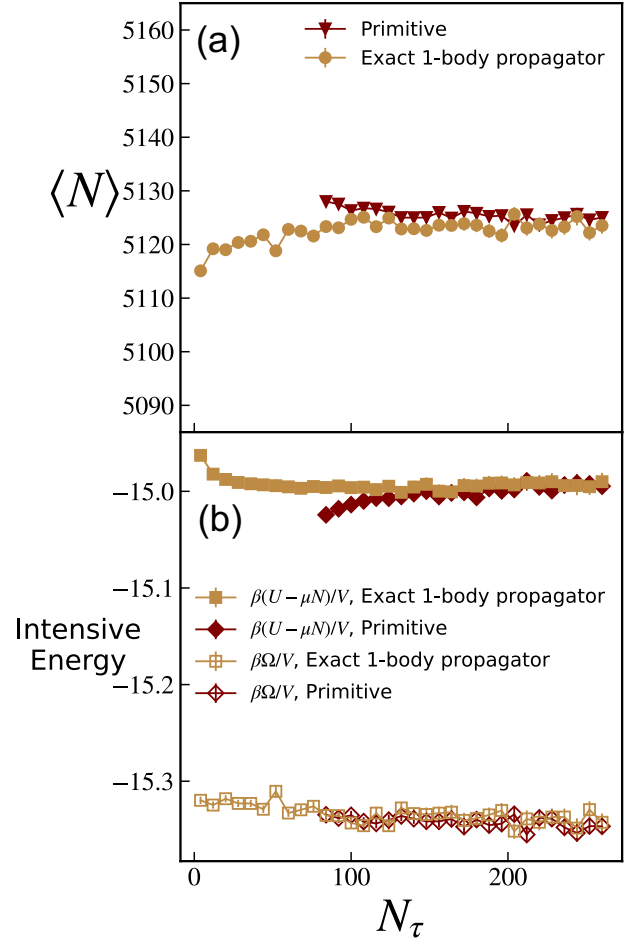 (a)
Primitive
Exact 1-body propagator
5160
5150
5140
⟨N⟩
5130
5120
5110
5100
5090
(b)
−15.0
−15.1
β(U − μN)/V, Exact 1-body propagator
β(U − μN)/V, Primitive
βΩ/V, Exact 1-body propagator
βΩ/V, Primitive
Intensive
Energy
−15.2
−15.3
0
100
200
N_τ